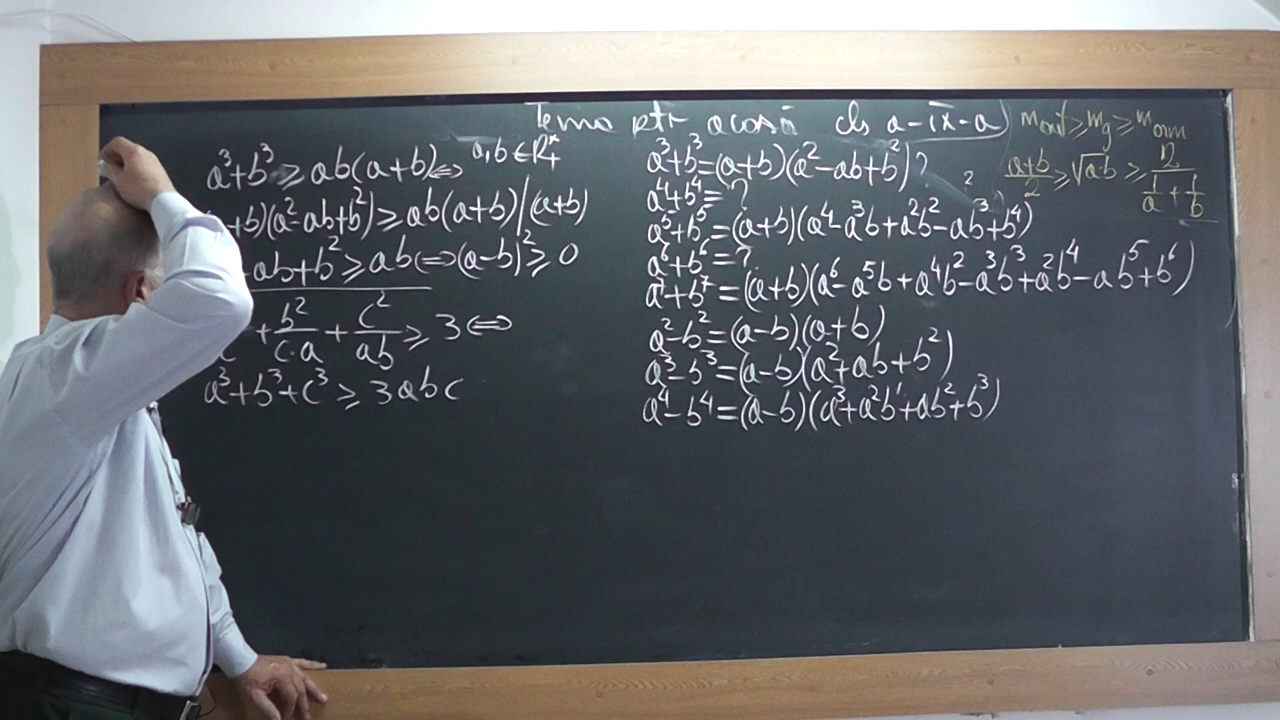 Tema ptr acasă cls a-IX-a
a³+b³ ≥ ab(a+b) ⇔ a,b ∈ R*₊
+b)(a²-ab+b²) ≥ ab(a+b) |(a+b)
ab+b² ≥ ab ⇔ (a-b)² ≥ 0
+ b²/c·a + c²/ab ≥ 3 ⇔
a³+b³+c³ ≥ 3abc
a³+b³=(a+b)(a²-ab+b²)?
a⁴+b⁴=?
a⁵+b⁵=(a+b)(a⁴-a³b+a²b²-ab³+b⁴)
a⁶+b⁶=?
a⁷+b⁷=(a+b)(a⁶-a⁵b+a⁴b²-a³b³+a²b⁴-ab⁵+b⁶)
a²-b²=(a-b)(a+b)
a³-b³=(a-b)(a²+ab+b²)
a⁴-b⁴=(a-b)(a³+a²b+ab²+b³)
≥ m_g ≥
a+b/2 ≥ √a·b ≥ 2/(1/a + 1/b)